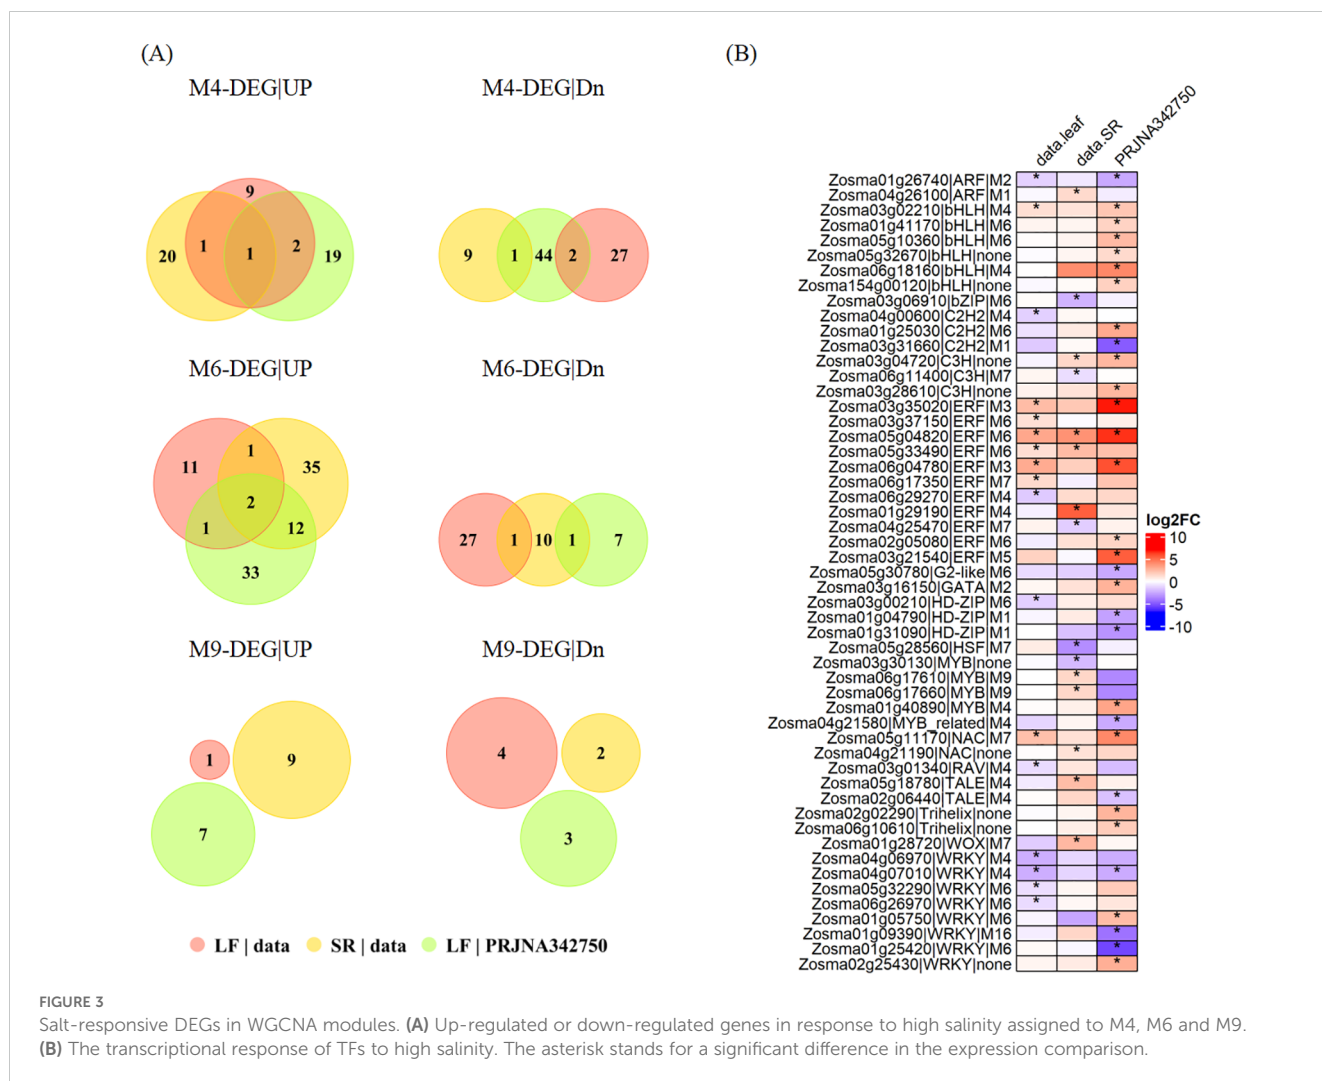 (A)
M4-DEG|UP
M4-DEG|Dn
9
20
1
1
2
19
9
1
44
2
27
M6-DEG|UP
M6-DEG|Dn
11
1
35
2
1
12
33
27
1
10
1
7
M9-DEG|UP
M9-DEG|Dn
1
9
7
4
2
3
LF | data
SR | data
LF | PRJNA342750
(B)
data.leaf
data.SR
PRJNA342750
Zosma01g26740|ARF|M2 * *
Zosma04g26100|ARF|M1 *
Zosma03g02210|bHLH|M4 * *
Zosma01g41170|bHLH|M6 *
Zosma05g10360|bHLH|M6 *
Zosma05g32670|bHLH|none *
Zosma06g18160|bHLH|M4 *
Zosma154g00120|bHLH|none *
Zosma03g06910|bZIP|M6 *
Zosma04g00600|C2H2|M4 *
Zosma01g25030|C2H2|M6 *
Zosma03g31660|C2H2|M1 *
Zosma03g04720|C3H|none * *
Zosma06g11400|C3H|M7 *
Zosma03g28610|C3H|none *
Zosma03g35020|ERF|M3 * *
Zosma03g37150|ERF|M6 *
Zosma05g04820|ERF|M6 * * *
Zosma05g33490|ERF|M6 * *
Zosma06g04780|ERF|M3 * *
Zosma06g17350|ERF|M7 *
Zosma06g29270|ERF|M4 *
Zosma01g29190|ERF|M4 *
Zosma04g25470|ERF|M7 *
Zosma02g05080|ERF|M6 *
Zosma03g21540|ERF|M5 *
Zosma05g30780|G2-like|M6 *
Zosma03g16150|GATA|M2 *
Zosma03g00210|HD-ZIP|M6 *
Zosma01g04790|HD-ZIP|M1 *
Zosma01g31090|HD-ZIP|M1 *
Zosma05g28560|HSF|M7 *
Zosma03g30130|MYB|none *
Zosma06g17610|MYB|M9 *
Zosma06g17660|MYB|M9 *
Zosma01g40890|MYB|M4 *
Zosma04g21580|MYB_related|M4 *
Zosma05g11170|NAC|M7 * *
Zosma04g21190|NAC|none *
Zosma03g01340|RAV|M4 *
Zosma05g18780|TALE|M4 *
Zosma02g06440|TALE|M4 *
Zosma02g02290|Trihelix|none *
Zosma06g10610|Trihelix|none *
Zosma01g28720|WOX|M7 *
Zosma04g06970|WRKY|M4 *
Zosma04g07010|WRKY|M4 * *
Zosma05g32290|WRKY|M6 *
Zosma06g26970|WRKY|M6 *
Zosma01g05750|WRKY|M6 *
Zosma01g09390|WRKY|M16 *
Zosma01g25420|WRKY|M6 *
Zosma02g25430|WRKY|none *
log2FC
10
5
0
-5
-10
FIGURE 3
Salt-responsive DEGs in WGCNA modules. (A) Up-regulated or down-regulated genes in response to high salinity assigned to M4, M6 and M9.
(B) The transcriptional response of TFs to high salinity. The asterisk stands for a significant difference in the expression comparison.